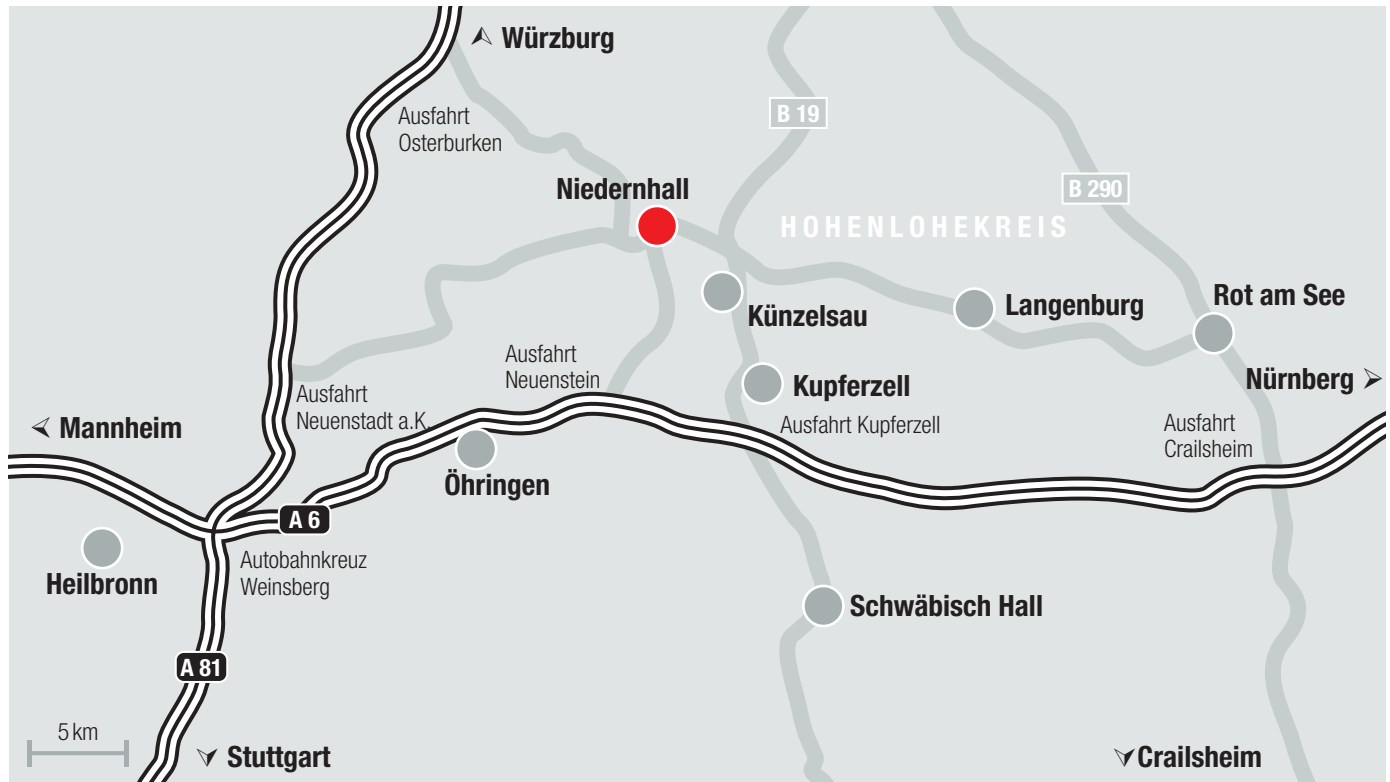 Würzburg
Ausfahrt
Osterburken
B 19
Niedernhall
B 290
HOHENLOHEKREIS
Künzelsau
Langenburg
Rot am See
Ausfahrt
Neuenstein
Kupferzell
Nürnberg
Ausfahrt
Neuenstadt a.K.
Mannheim
Ausfahrt Kupferzell
Ausfahrt
Crailsheim
Öhringen
A 6
Autobahnkreuz
Weinsberg
Heilbronn
Schwäbisch Hall
A 81
5 km
Stuttgart
Crailsheim